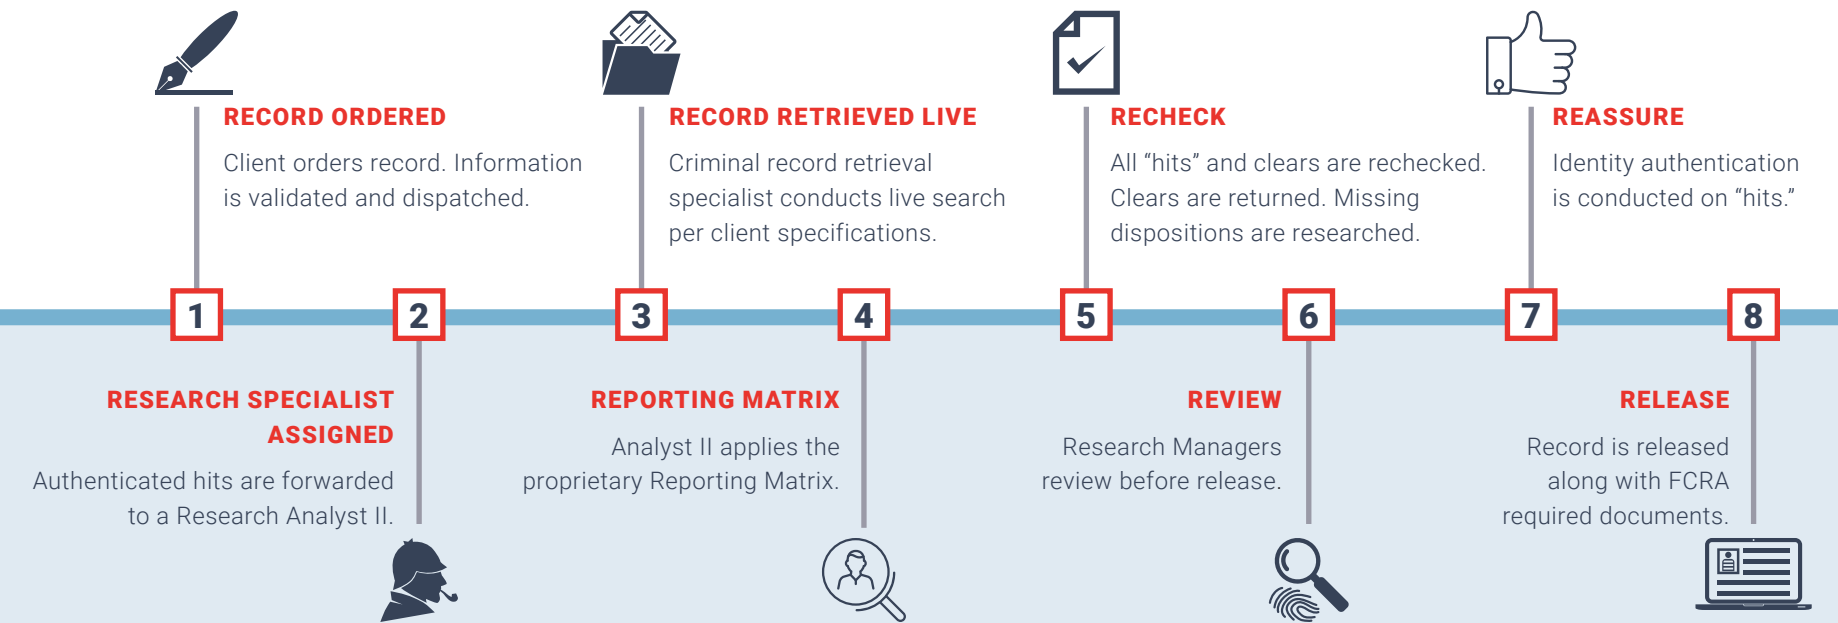 RECORD ORDERED
Client orders record. Information
is validated and dispatched.
RECORD RETRIEVED LIVE
Criminal record retrieval
specialist conducts live search
per client specifications.
RECHECK
All “hits” and clears are rechecked.
Clears are returned. Missing
dispositions are researched.
REASSURE
Identity authentication
is conducted on “hits.”
1
2
3
4
5
6
7
8
RESEARCH SPECIALIST
ASSIGNED
Authenticated hits are forwarded
to a Research Analyst II.
REPORTING MATRIX
Analyst II applies the
proprietary Reporting Matrix.
REVIEW
Research Managers
review before release.
RELEASE
Record is released
along with FCRA
required documents.